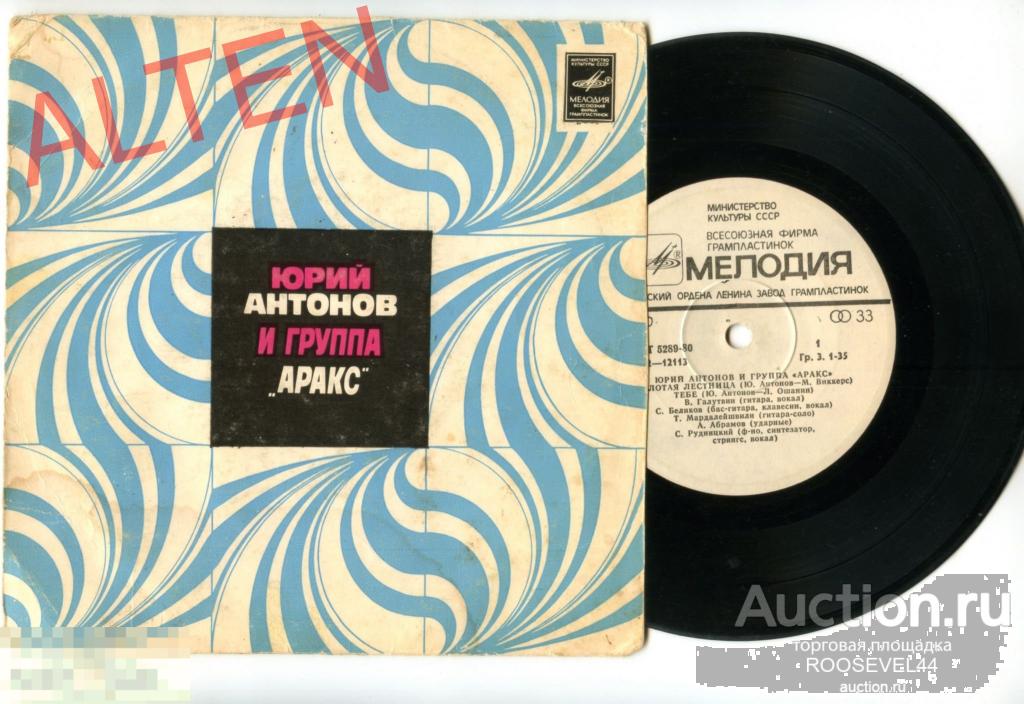 ALTEN
МИНИСТЕРСТВО
КУЛЬТУРЫ СССР
МЕЛОДИЯ
ВСЕСОЮЗНАЯ
ФИРМА
ГРАМПЛАСТИНОК
ЮРИЙ
АНТОНОВ
И ГРУППА
„АРАКС"
МИНИСТЕРСТВО
КУЛЬТУРЫ СССР
ВСЕСОЮЗНАЯ ФИРМА
ГРАМПЛАСТИНОК
МЕЛОДИЯ
СКИЙ ОРДЕНА ЛЕНИНА ЗАВОД ГРАМПЛАСТИНОК
33
Т 5289-80
2—12113
1
Гр. 3. 1-35
ЮРИЙ АНТОНОВ И ГРУППА «АРАКС»
ЛОТАЯ ЛЕСТНИЦА (Ю. Антонов—М. Виккерс)
ТЕБЕ (Ю. Антонов—Л. Ошанин)
В. Галутвин (гитара, вокал)
С. Беликов (бас-гитара, клавесин, вокал)
Т. Мардалейшвили (гитара-соло)
А. Абрамов (ударные)
С. Рудницкий (ф-но, синтезатор,
стрингс, вокал)
Auction.ru
торговая площадка
ROOSEVEL44
auction.ru